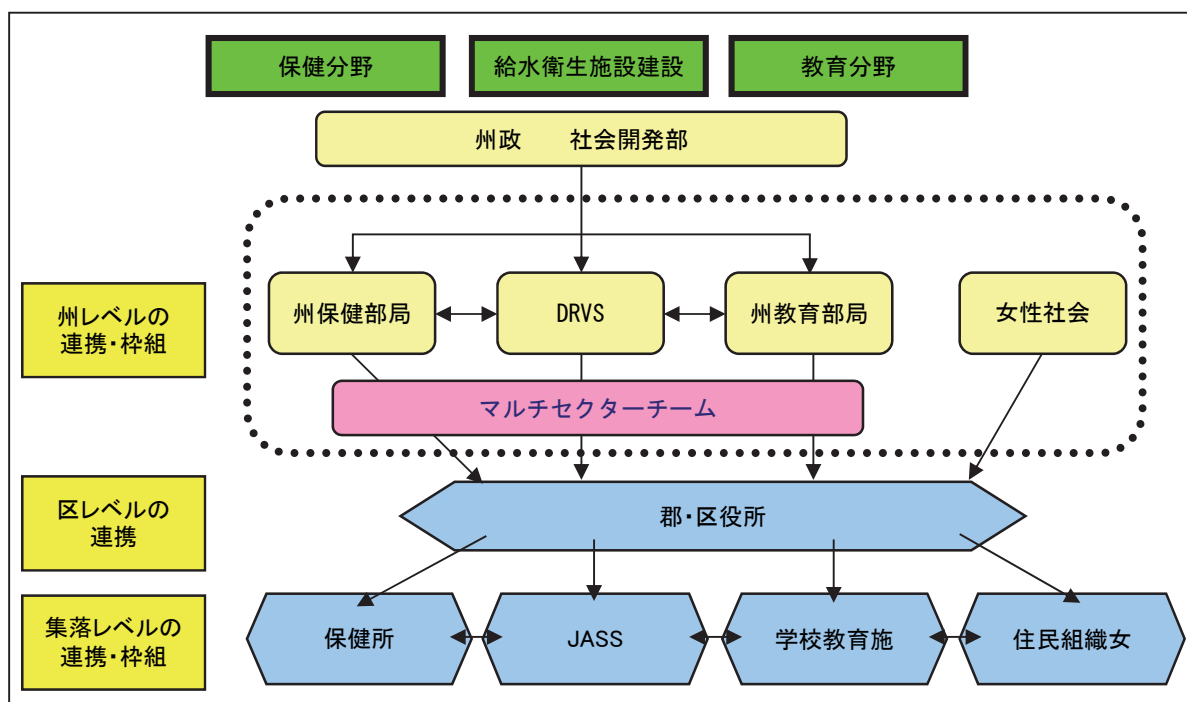 保健分野
給水衛生施設建設
教育分野
州政 社会開発部
州レベルの
連携・枠組
州保健部局
DRVS
州教育部局
女性社会
マルチセクターチーム
区レベルの
連携
郡・区役所
集落レベルの
連携・枠組
保健所
JASS
学校教育施
住民組織女